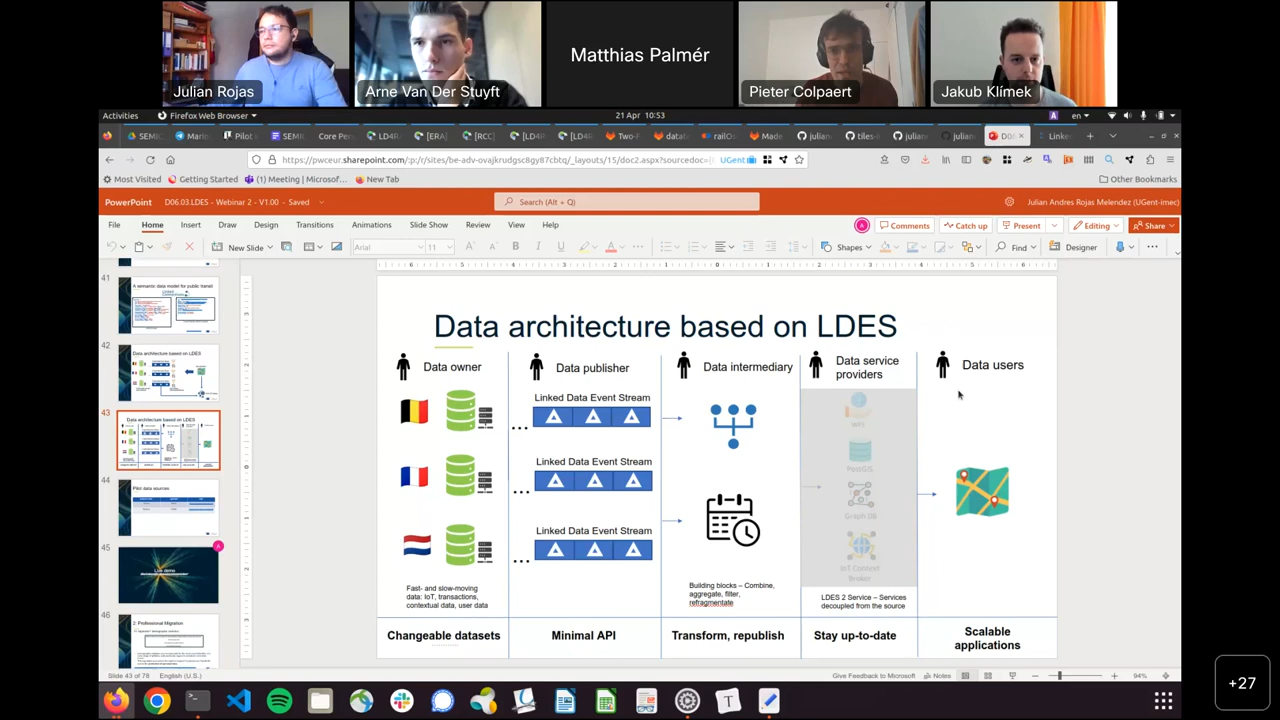 Julian Rojas
Arne Van Der Stuyft
Matthias Palmér
Pieter Colpaert
Jakub Klímek
Activities
Firefox Web Browser
21 Apr 10:53
en
https://pwceur.sharepoint.com/:p:/r/sites/be-adv-ovajkrudgsc8gy87cbtq/_layouts/15/doc2.aspx?sourcedoc=
UGent
Most Visited
Getting Started
(1) Meeting | Microsof…
New Tab
Other Bookmarks
PowerPoint
D06.03.LDES - Webinar 2 - V1.00 - Saved
Search (Alt + Q)
Julian Andres Rojas Melendez (UGent-imec)
File
Home
Insert
Draw
Design
Transitions
Animations
Slide Show
Review
View
Help
Comments
Catch up
Present
Editing
Share
New Slide
Arial
11
Shapes
Find
Designer
41
A semantic data model for public transit
42
Data architecture based on LDES
43
44
Pilot data sources
45
Live demo
46
2. Professional Migration
Data architecture based on LDES
Data owner
Data publisher
Data intermediary
Data service
providers
Data users
Linked Data Event Stream
Linked Data Event Stream
Linked Data Event Stream
...
...
...
PostGIS
Graph Db
IoT Context
Broker
Fast- and slow-moving
data: IoT, transactions,
contextual data, user data
Building blocks – Combine,
aggregate, filter,
refragmentate
LDES 2 Service – Services
decoupled from the source
Changeable datasets
Minimal API
Transform, republish
Stay up-to-date
Scalable
applications
Slide 43 of 78
English (U.S.)
Give Feedback to Microsoft
Notes
94%
+27